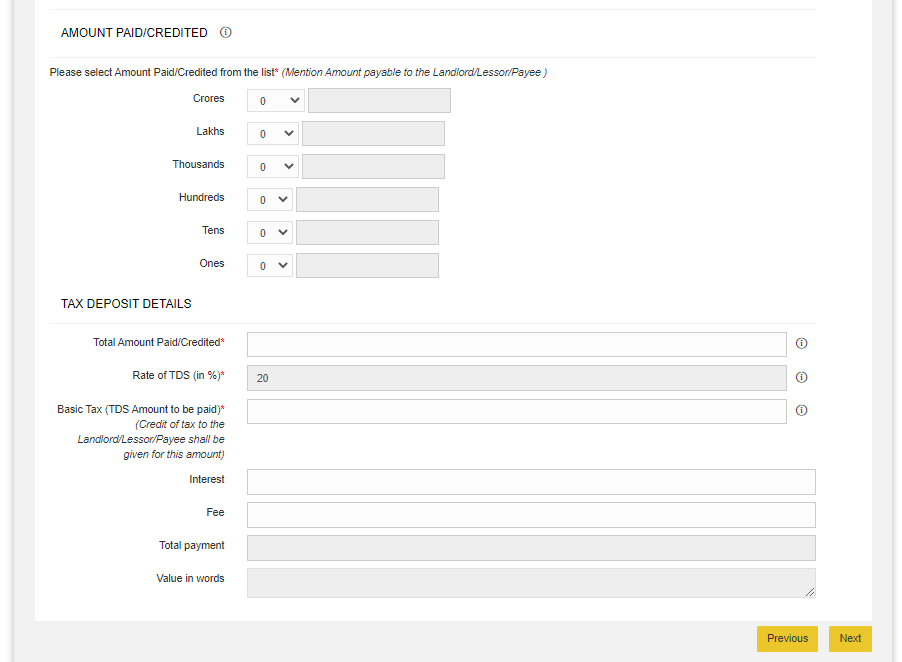 AMOUNT PAID/CREDITED
Please select Amount Paid/Credited from the list* (Mention Amount payable to the Landlord/Lessor/Payee )
Crores 0
Lakhs 0
Thousands 0
Hundreds 0
Tens 0
Ones 0
TAX DEPOSIT DETAILS
Total Amount Paid/Credited*
Rate of TDS (in %)* 20
Basic Tax (TDS Amount to be paid)*
(Credit of tax to the
Landlord/Lessor/Payee shall be
given for this amount)
Interest
Fee
Total payment
Value in words
Previous Next